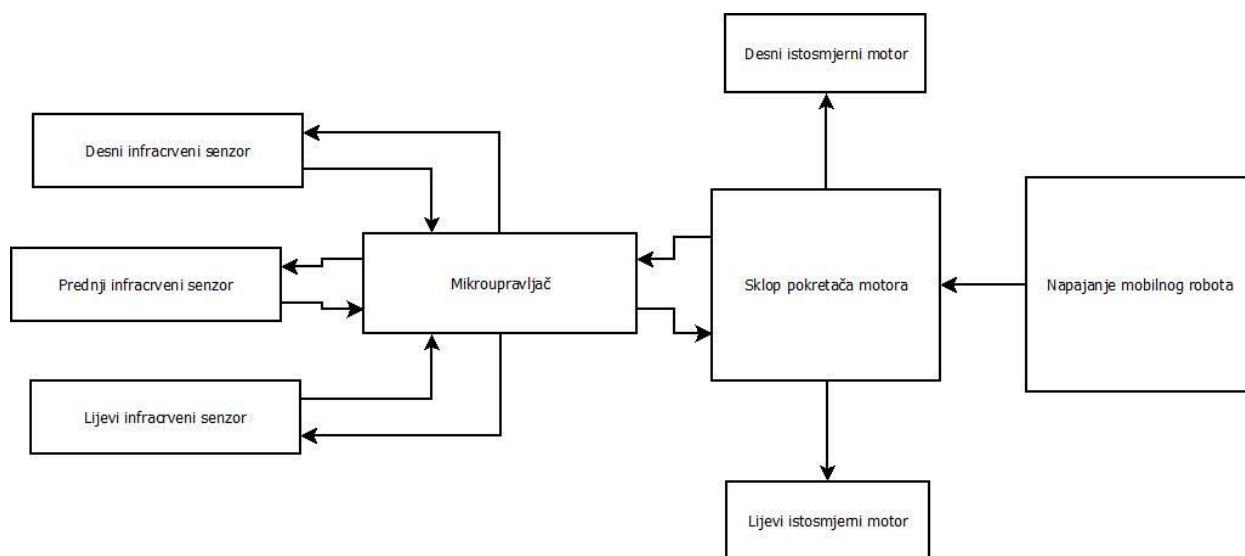 Desni istosmjerni motor
Desni infracrveni senzor
Prednji infracrveni senzor
Mikroupravljač
Sklop pokretača motora
Napajanje mobilnog robota
Lijevi infracrveni senzor
Lijevi istosmjerni motor